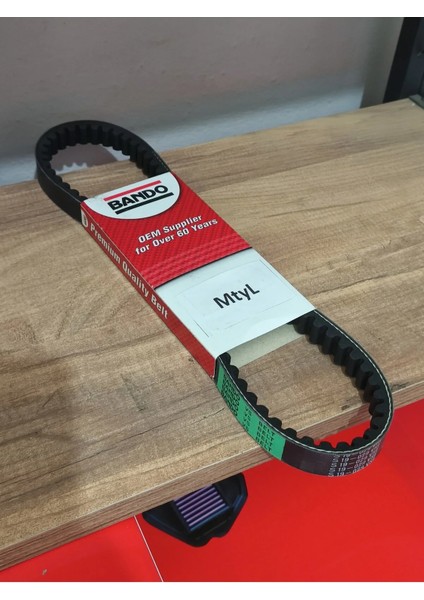 BANDO
OEM Supplier
for Over 60 Years
Premium Quality Belt
MtyL